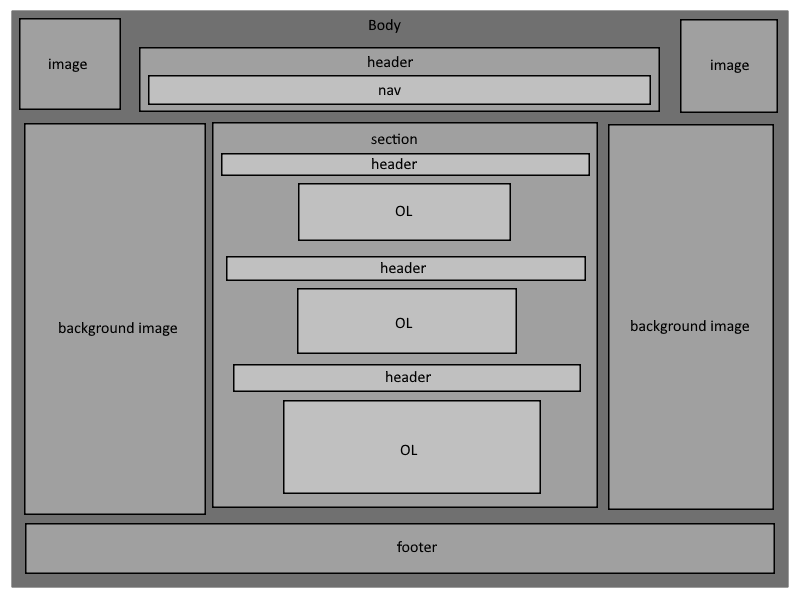 Body
image
header
image
nav
section
header
OL
header
OL
background image
background image
header
OL
footer